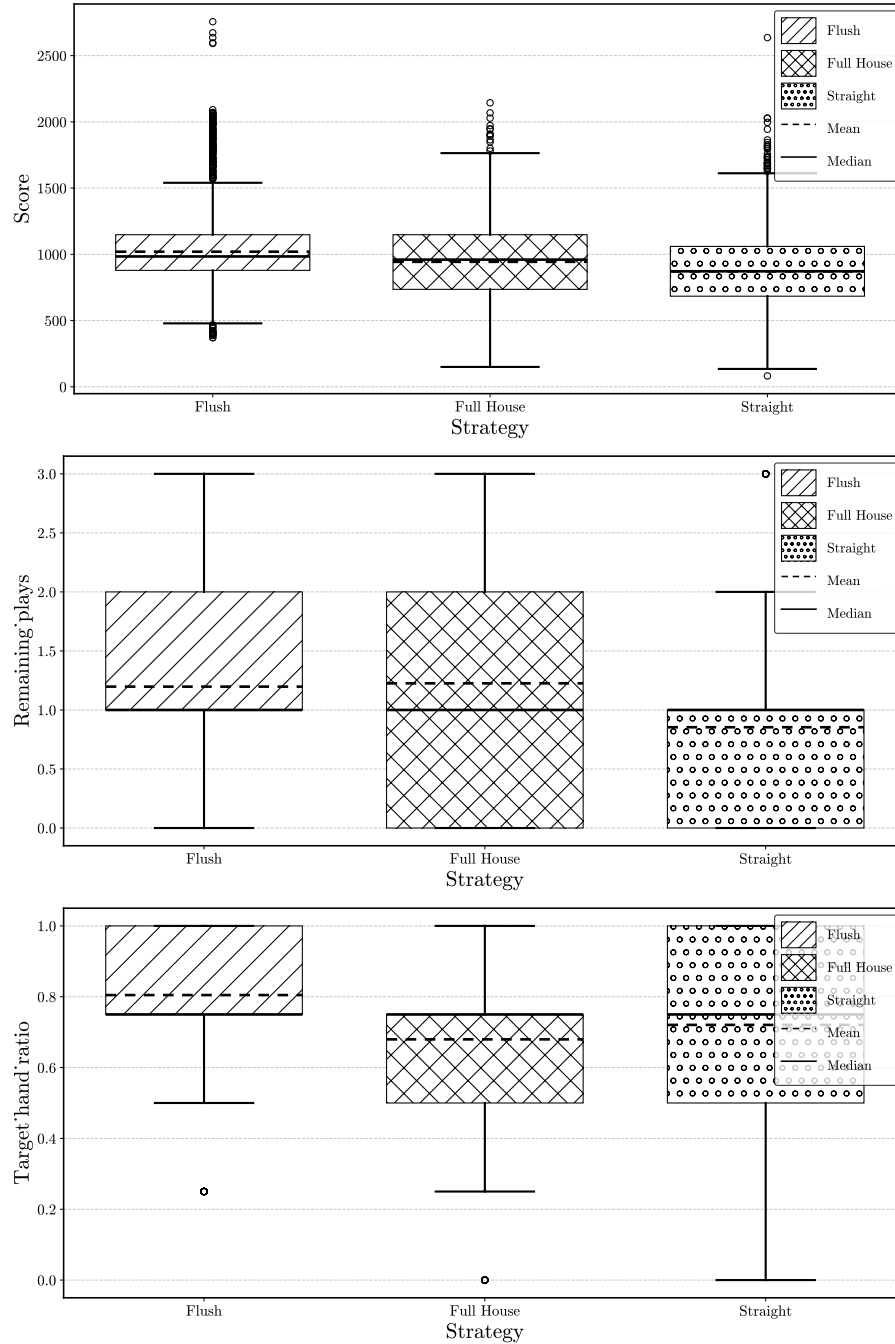 2500
2000
1500
1000
500
0
Score
Flush
Full House
Straight
Strategy
Flush
Full House
Straight
Mean
Median
3.0
2.5
2.0
1.5
1.0
0.5
0.0
Remaining˙plays
Flush
Full House
Straight
Strategy
Flush
Full House
Straight
Mean
Median
1.0
0.8
0.6
0.4
0.2
0.0
Target˙hand˙ratio
Flush
Full House
Straight
Strategy
Flush
Full House
Straight
Mean
Median